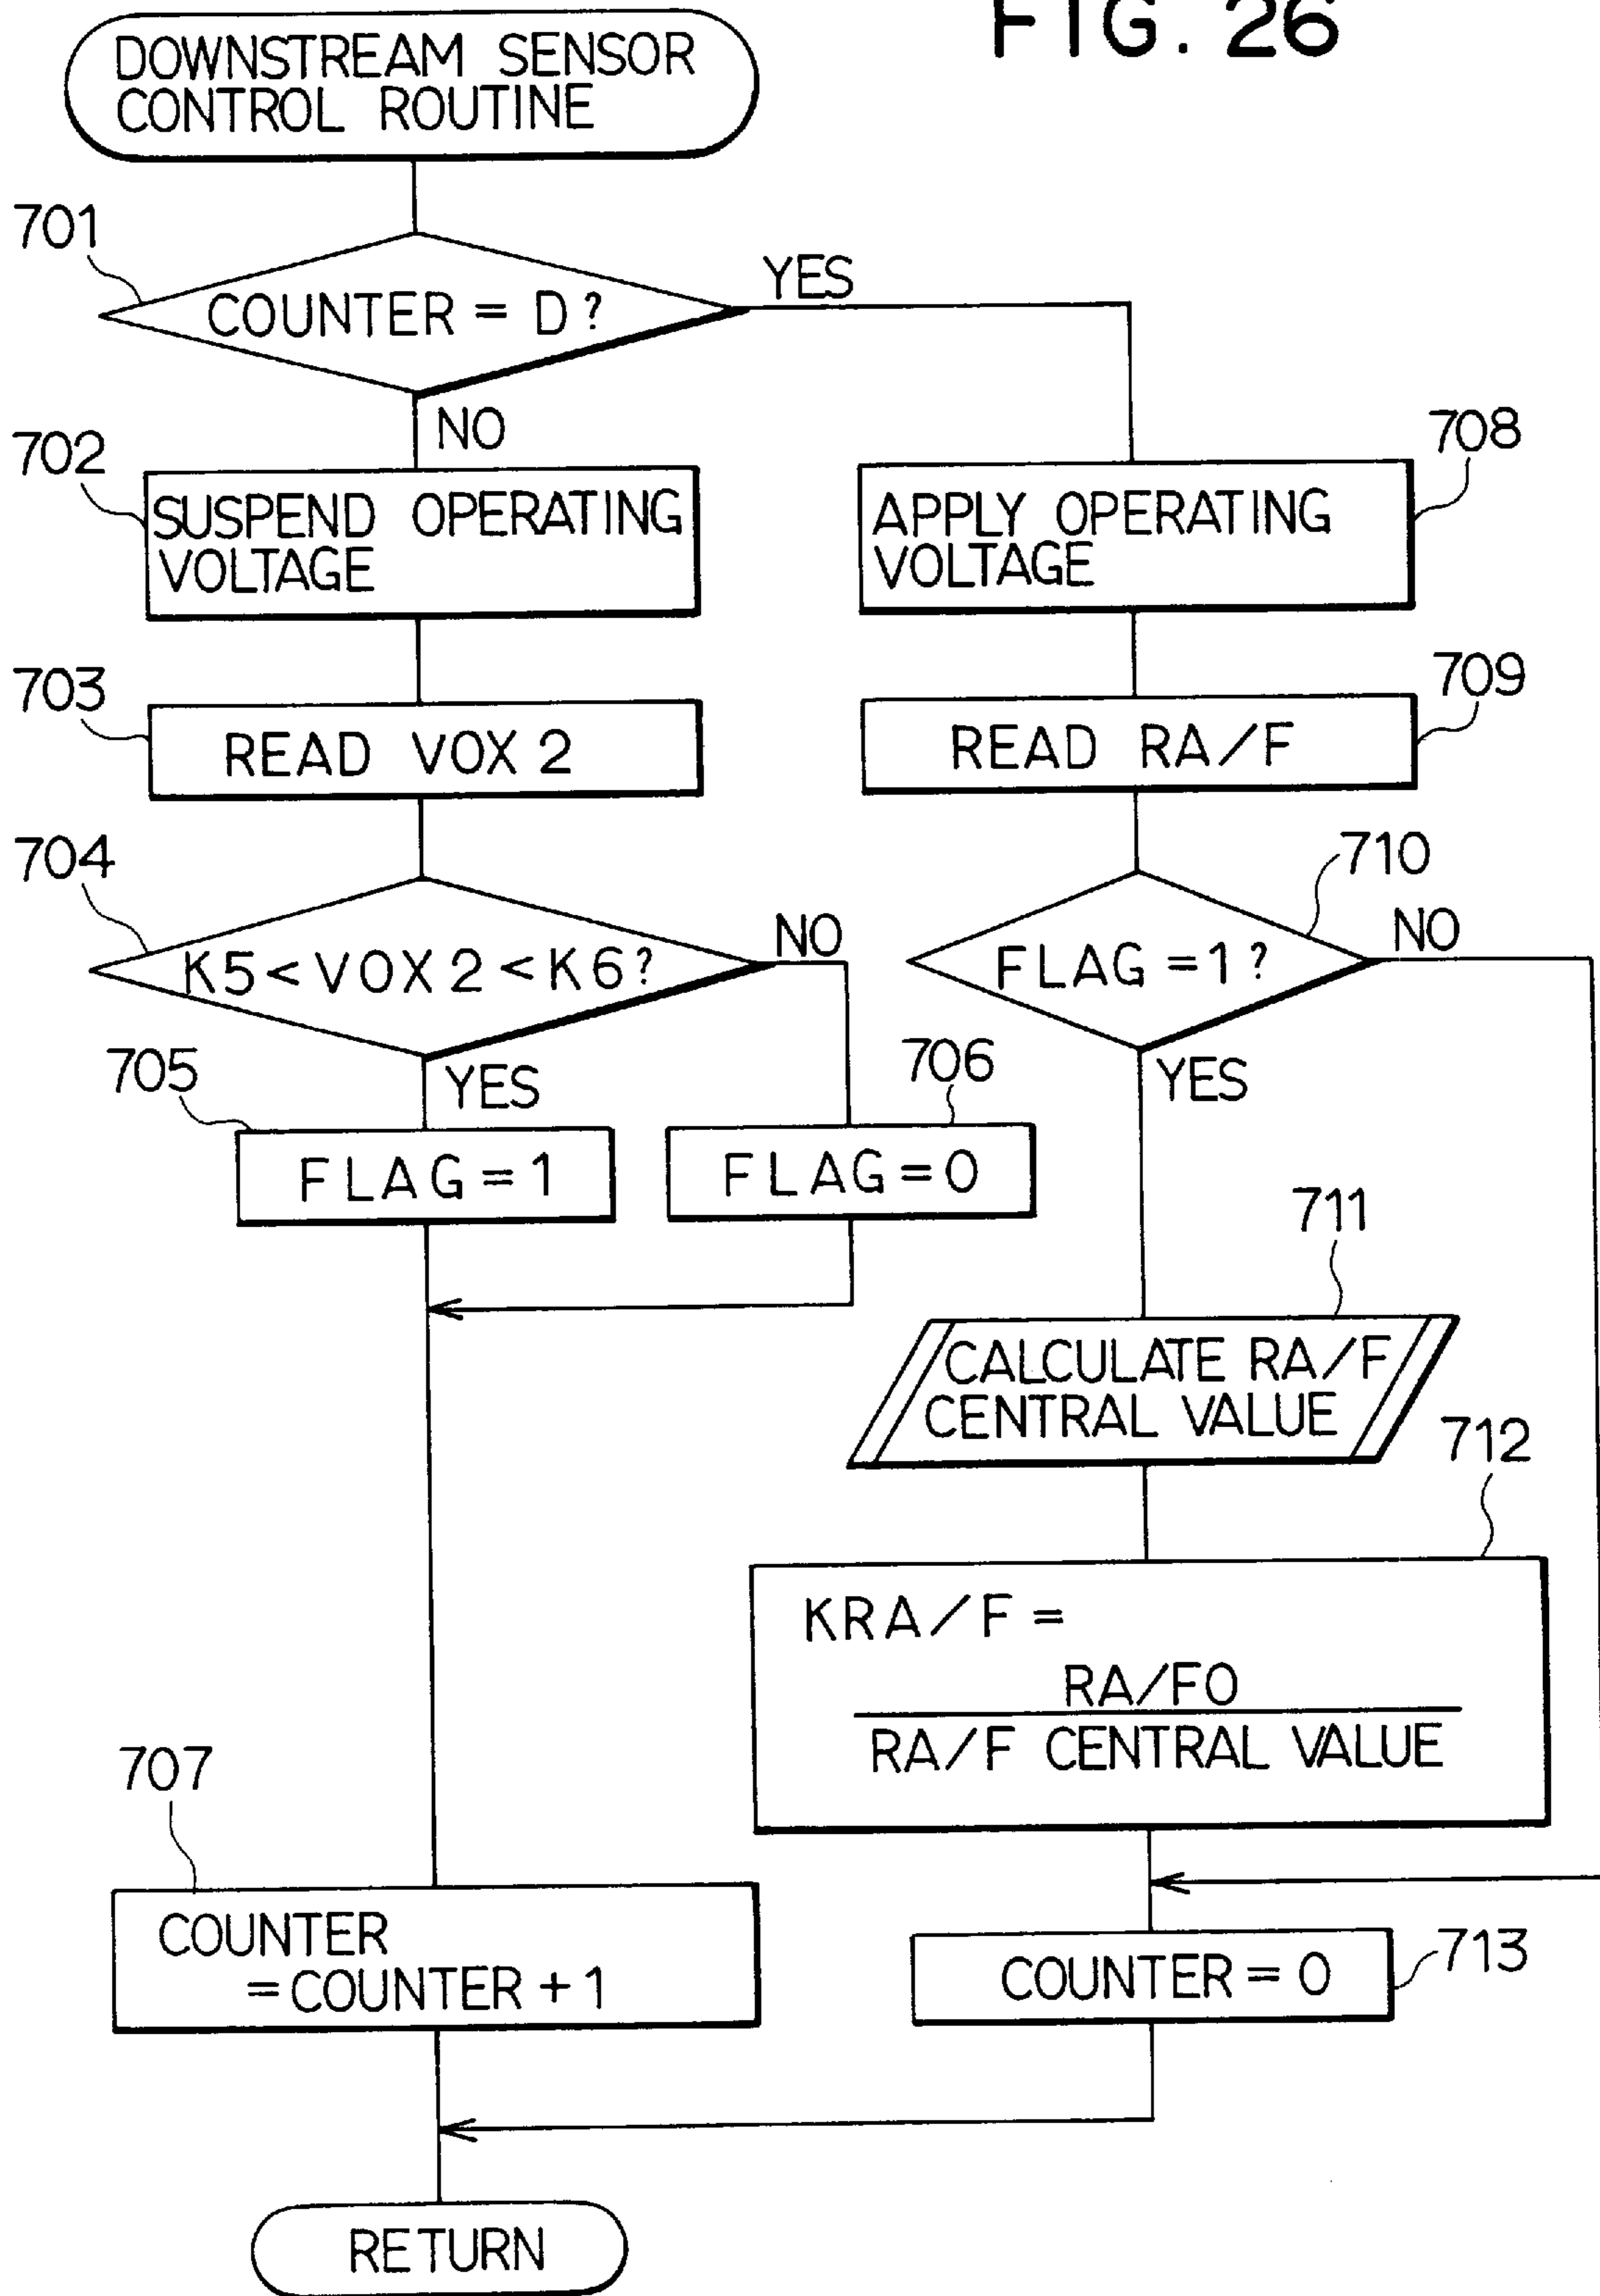 FIG. 26
DOWNSTREAM SENSOR
CONTROL ROUTINE
701
COUNTER = D?
YES
NO
702
SUSPEND OPERATING
VOLTAGE
708
APPLY OPERATING
VOLTAGE
703
READ VOX 2
709
READ RA/F
704
K5 < VOX 2 < K6?
NO
YES
710
FLAG = 1?
NO
YES
705
FLAG = 1
706
FLAG = 0
711
CALCULATE RA/F
CENTRAL VALUE
712
KRA/F =
RA/F0
RA/F CENTRAL VALUE
707
COUNTER
= COUNTER + 1
COUNTER = 0
713
RETURN